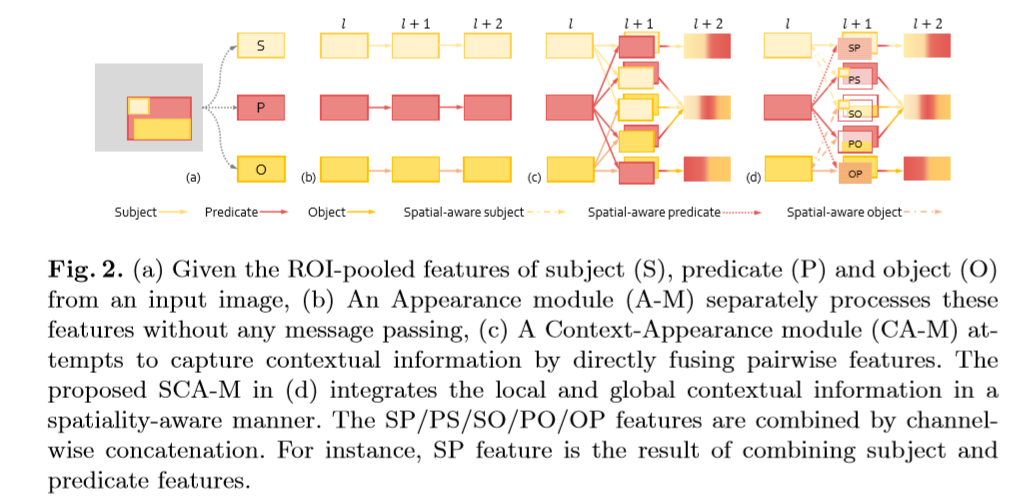 l l + 1 l + 2 l l + 1 l + 2 l l + 1 l + 2
S SP
PS
P SO
PO
O OP
(a) (b) (c) (d)
Subject Predicate Object Spatial-aware subject Spatial-aware predicate Spatial-aware object
Fig. 2. (a) Given the ROI-pooled features of subject (S), predicate (P) and object (O)
from an input image, (b) An Appearance module (A-M) separately processes these
features without any message passing, (c) A Context-Appearance module (CA-M) at-
tempts to capture contextual information by directly fusing pairwise features. The
proposed SCA-M in (d) integrates the local and global contextual information in a
spatiality-aware manner. The SP/PS/SO/PO/OP features are combined by channel-
wise concatenation. For instance, SP feature is the result of combining subject and
predicate features.